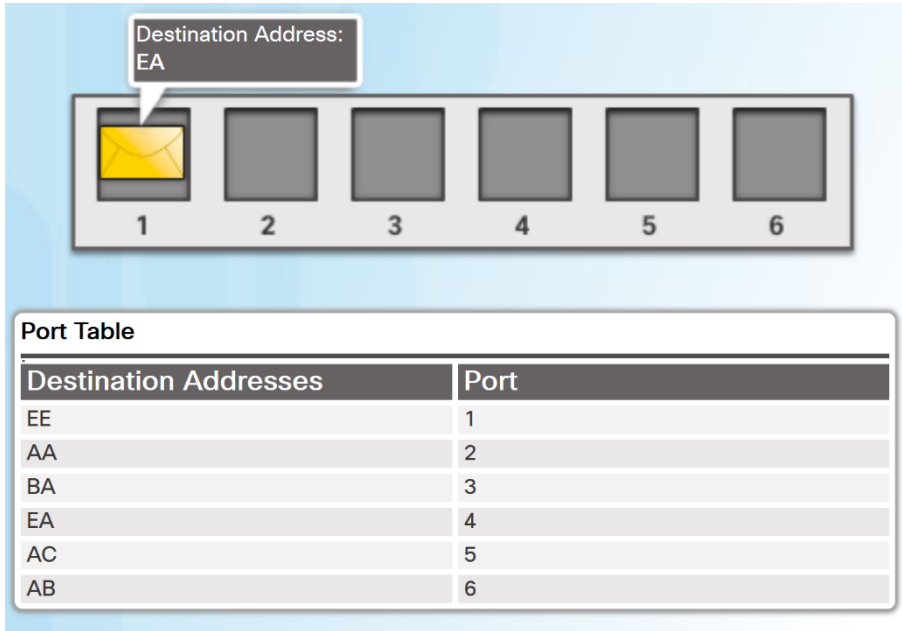 Destination Address:
EA
1 2 3 4 5 6
Port Table
Destination Addresses Port
EE 1
AA 2
BA 3
EA 4
AC 5
AB 6